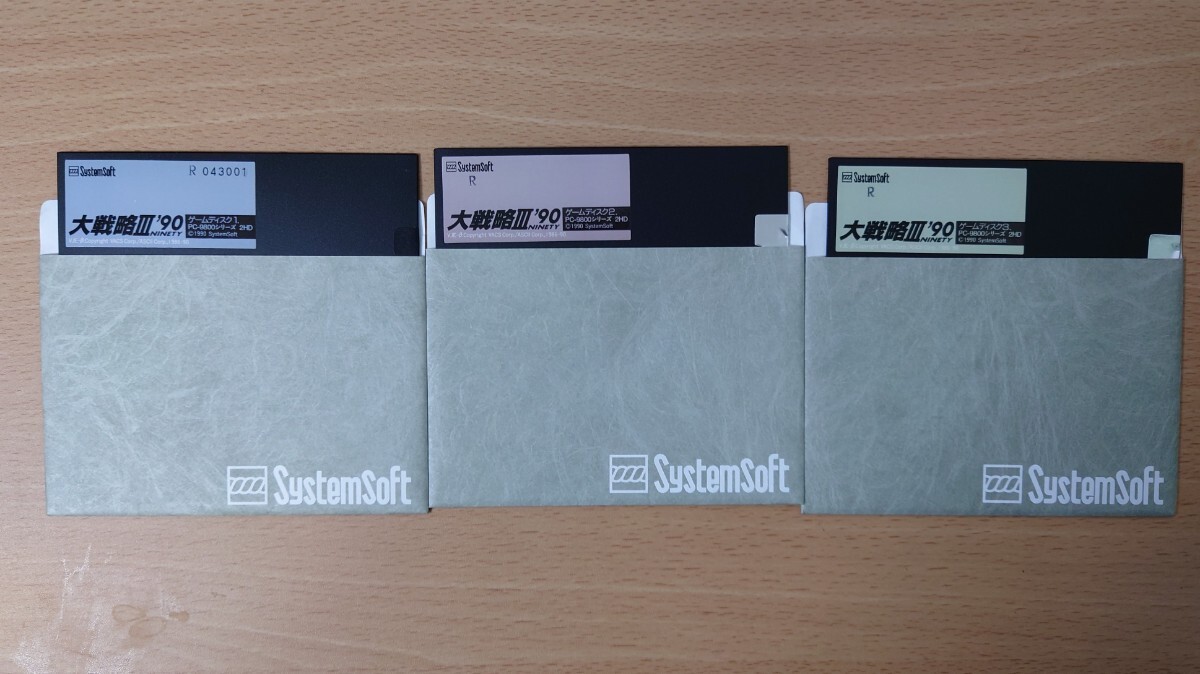 SystemSoft
R 043001
大戦略III'90
NINETY
ゲームディスク1.
PC-9800シリーズ 2HD
©1990 SystemSoft
SystemSoft
R
大戦略III'90
NINETY
ゲームディスク2.
PC-9800シリーズ 2HD
©1990 SystemSoft
SystemSoft
R
大戦略III'90
NINETY
ゲームディスク3.
PC-9800シリーズ 2HD
©1990 SystemSoft
SystemSoft
SystemSoft
SystemSoft